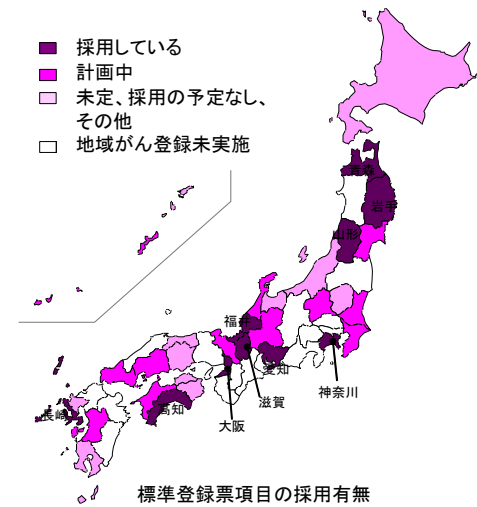 採用している
計画中
未定、採用の予定なし、
その他
地域がん登録未実施
青森
岩手
山形
福井
愛知
神奈川
滋賀
長崎
高知
大阪
標準登録票項目の採用有無